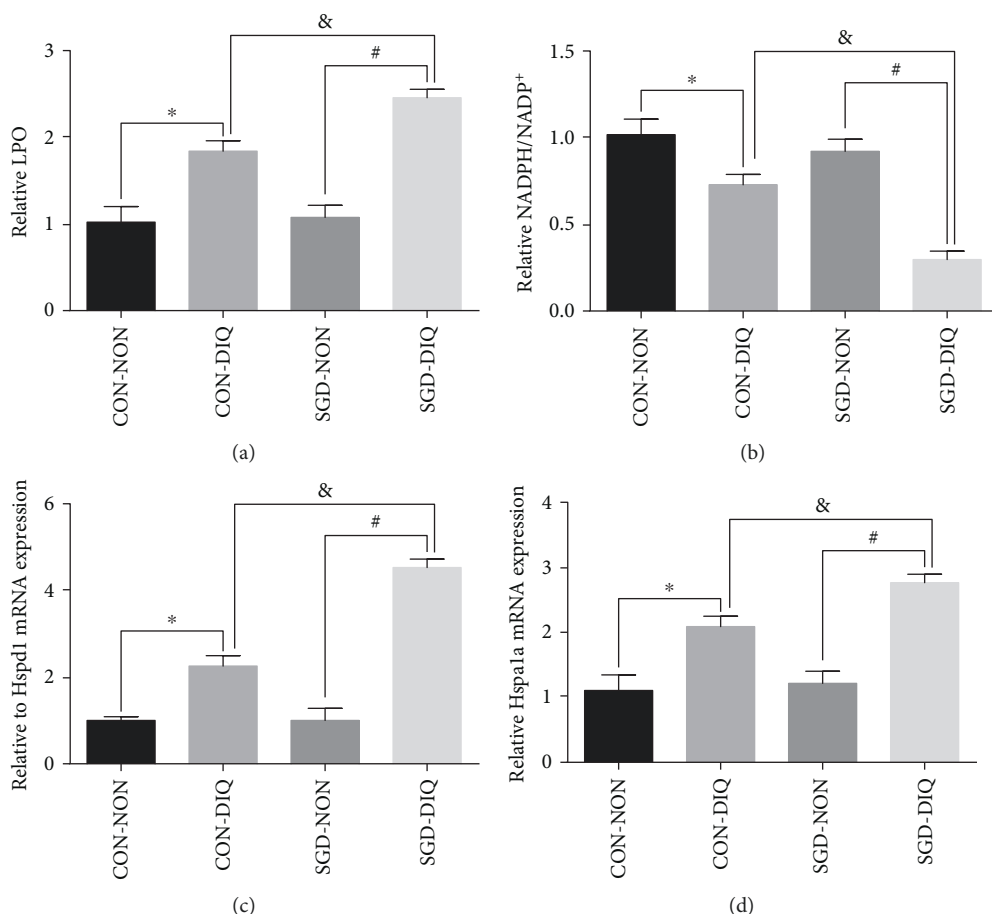 &
#
*
3
2
1
0
Relative LPO
CON-NON
CON-DIQ
SGD-NON
SGD-DIQ
(a)
&
#
*
1.5
1.0
0.5
0.0
Relative NADPH/NADP+
CON-NON
CON-DIQ
SGD-NON
SGD-DIQ
(b)
&
#
*
6
4
2
0
Relative to Hspd1 mRNA expression
CON-NON
CON-DIQ
SGD-NON
SGD-DIQ
(c)
&
#
*
4
3
2
1
0
Relative Hspa1a mRNA expression
CON-NON
CON-DIQ
SGD-NON
SGD-DIQ
(d)